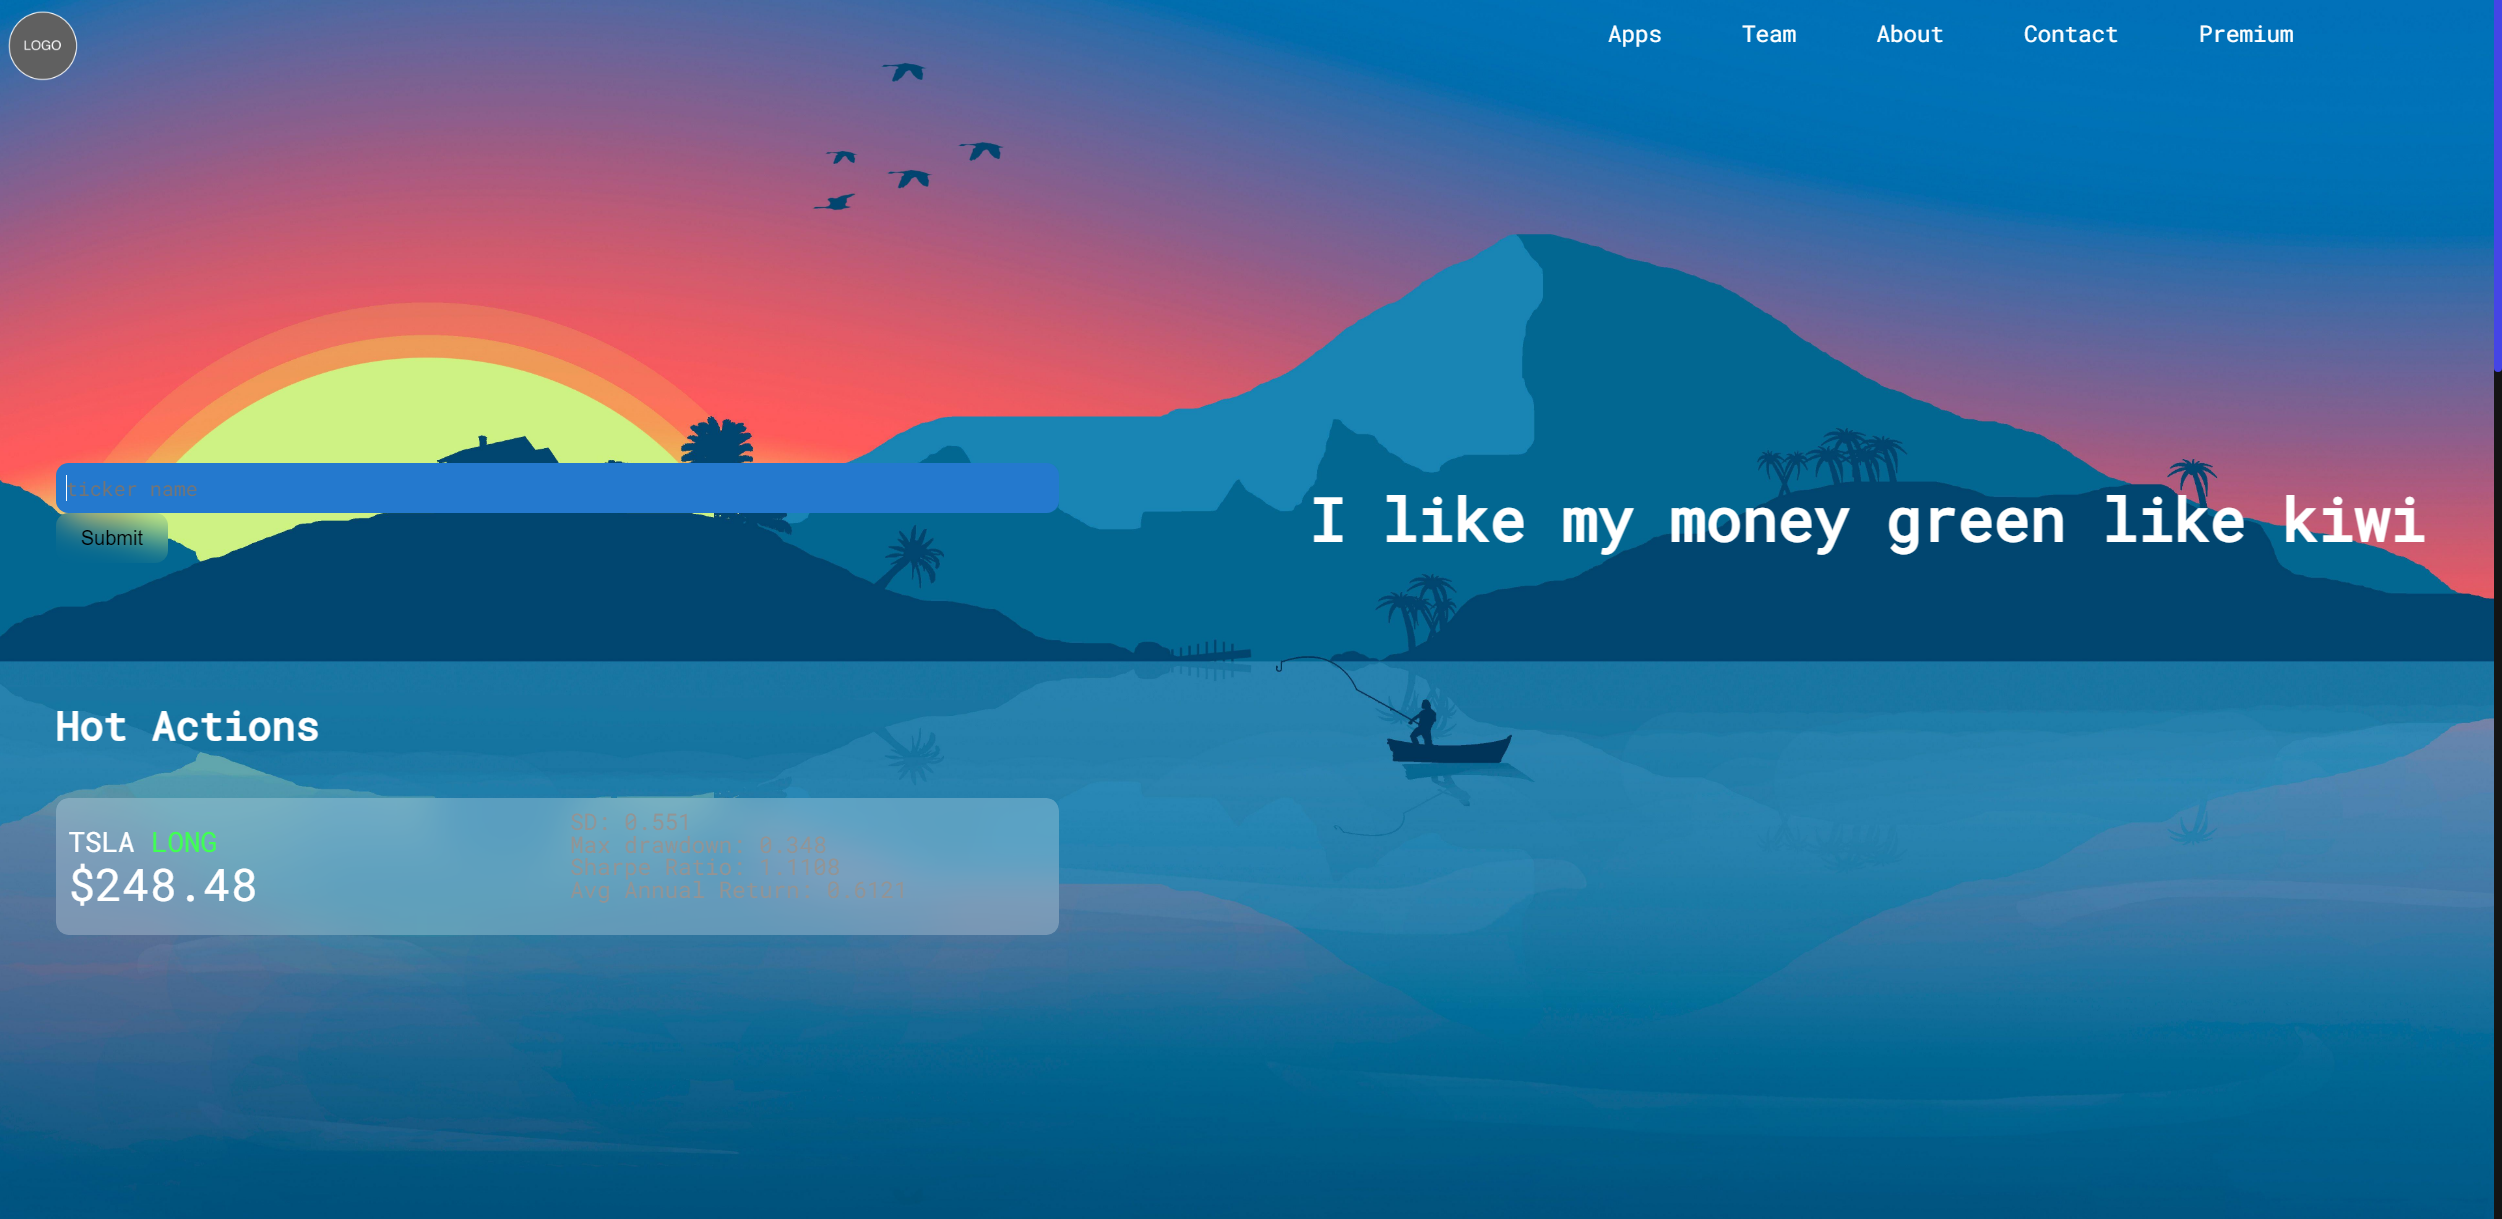 LOGO
Apps Team About Contact Premium
ticker name
Submit
I like my money green like kiwi
Hot Actions
TSLA LONG
$248.48
SD: 0.551
Max drawdown: 0.948
Sharpe Ratio: 1.1108
Avg Annual Return: 0.6121